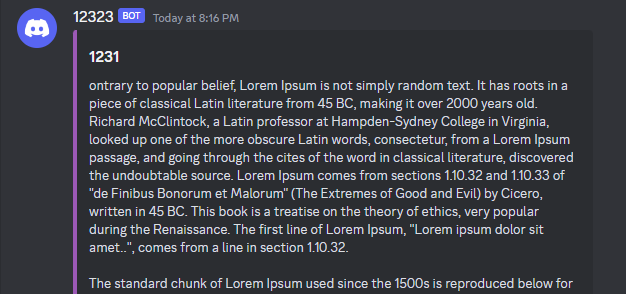 12323 BOT Today at 8:16 PM
1231
ontrary to popular belief, Lorem Ipsum is not simply random text. It has roots in a
piece of classical Latin literature from 45 BC, making it over 2000 years old.
Richard McClintock, a Latin professor at Hampden-Sydney College in Virginia,
looked up one of the more obscure Latin words, consectetur, from a Lorem Ipsum
passage, and going through the cites of the word in classical literature, discovered
the undoubtable source. Lorem Ipsum comes from sections 1.10.32 and 1.10.33 of
"de Finibus Bonorum et Malorum" (The Extremes of Good and Evil) by Cicero,
written in 45 BC. This book is a treatise on the theory of ethics, very popular
during the Renaissance. The first line of Lorem Ipsum, "Lorem ipsum dolor sit
amet..", comes from a line in section 1.10.32.
The standard chunk of Lorem Ipsum used since the 1500s is reproduced below for